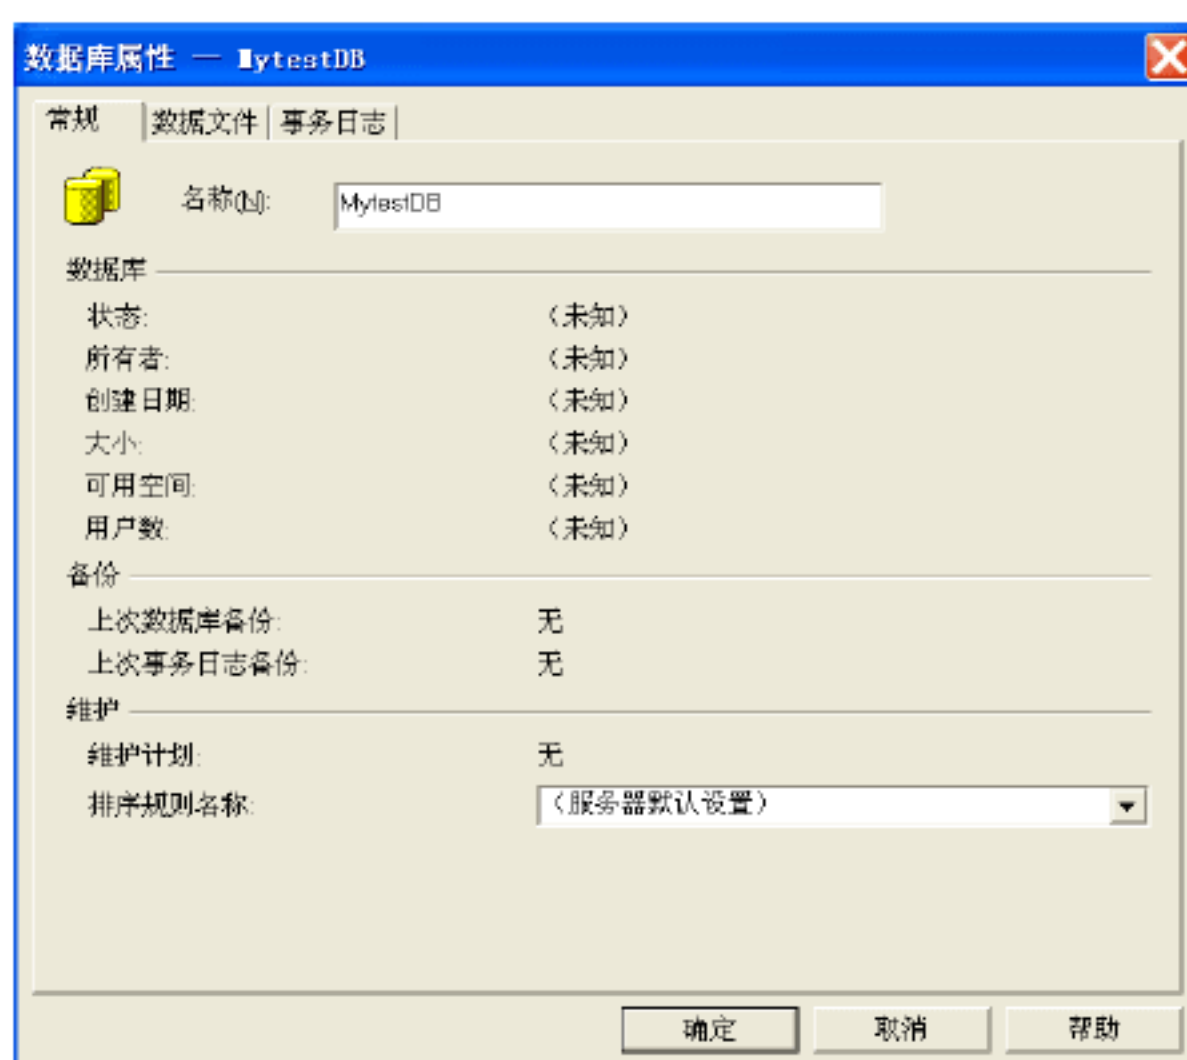 数据库属性 — MytestDB
常规 数据文件 事务日志
名称(N): MytestDB
数据库
状态: （未知）
所有者: （未知）
创建日期: （未知）
大小: （未知）
可用空间: （未知）
用户数: （未知）
备份
上次数据库备份: 无
上次事务日志备份: 无
维护
维护计划: 无
排序规则名称: （服务器默认设置）
确定 取消 帮助